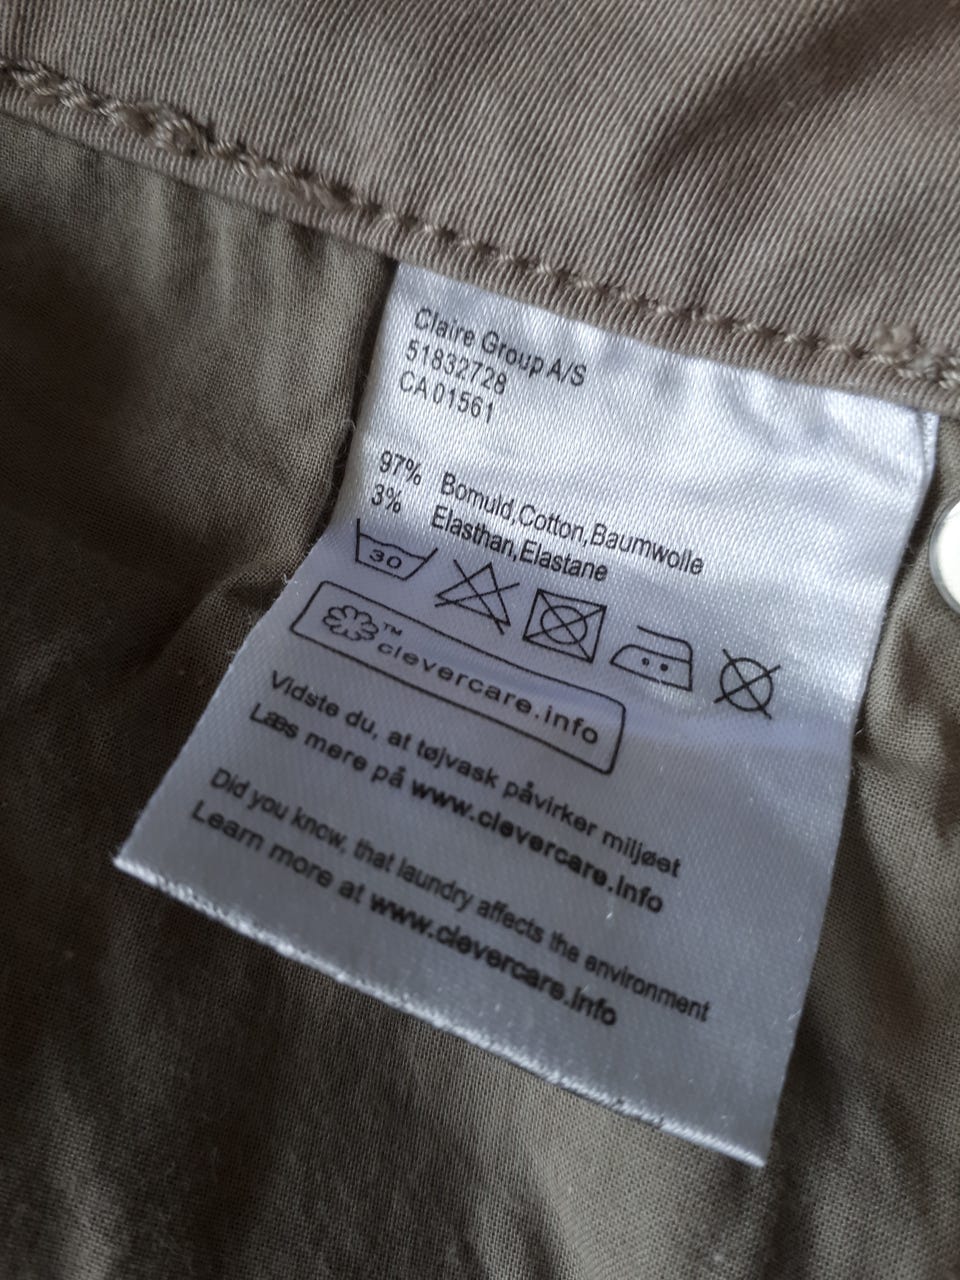 Claire Group A/S
51832728
CA 01561
97% Bomuld,Cotton,Baumwolle
3% Elasthan,Elastane
30
™
clevercare.info
Vidste du, at tøjvask påvirker miljøet
Læs mere på www.clevercare.info
Did you know, that laundry affects the environment
Learn more at www.clevercare.info